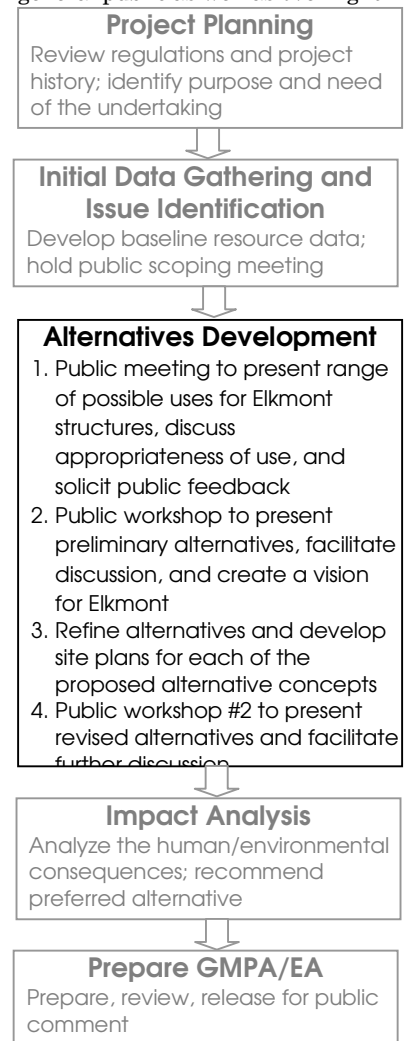 Project Planning
Review regulations and project
history; identify purpose and need
of the undertaking
Initial Data Gathering and
Issue Identification
Develop baseline resource data;
hold public scoping meeting
Alternatives Development
1. Public meeting to present range
of possible uses for Elkmont
structures, discuss
appropriateness of use, and
solicit public feedback
2. Public workshop to present
preliminary alternatives, facilitate
discussion, and create a vision
for Elkmont
3. Refine alternatives and develop
site plans for each of the
proposed alternative concepts
4. Public workshop #2 to present
revised alternatives and facilitate
further discussion
Impact Analysis
Analyze the human/environmental
consequences; recommend
preferred alternative
Prepare GMPA/EA
Prepare, review, release for public
comment